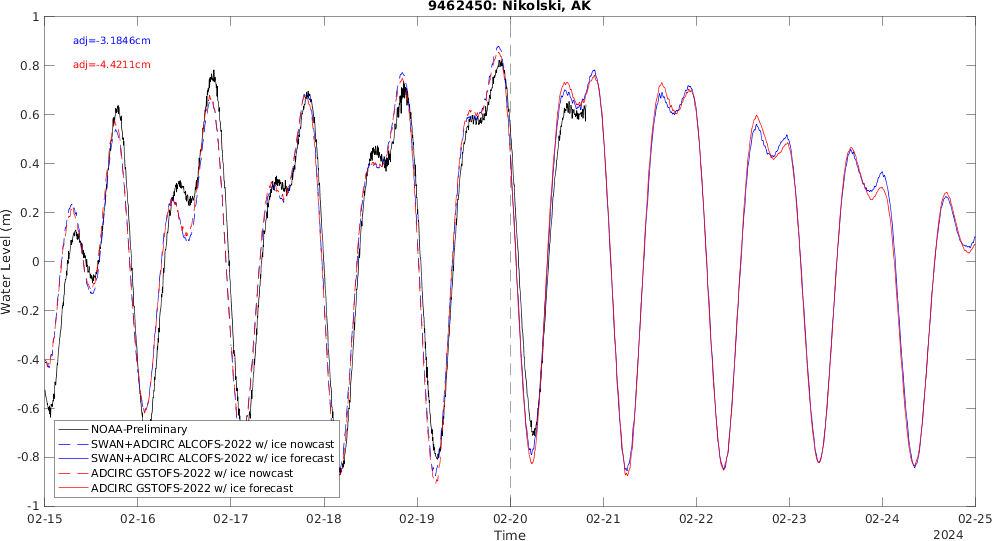 9462450: Nikolski, AK
adj=-3.1846cm
adj=-4.4211cm
1
0.8
0.6
0.4
0.2
0
-0.2
-0.4
-0.6
-0.8
-1
Water Level (m)
NOAA-Preliminary
SWAN+ADCIRC ALCOFS-2022 w/ ice nowcast
SWAN+ADCIRC ALCOFS-2022 w/ ice forecast
ADCIRC GSTOFS-2022 w/ ice nowcast
ADCIRC GSTOFS-2022 w/ ice forecast
02-15 02-16 02-17 02-18 02-19 02-20 02-21 02-22 02-23 02-24 02-25
Time
2024